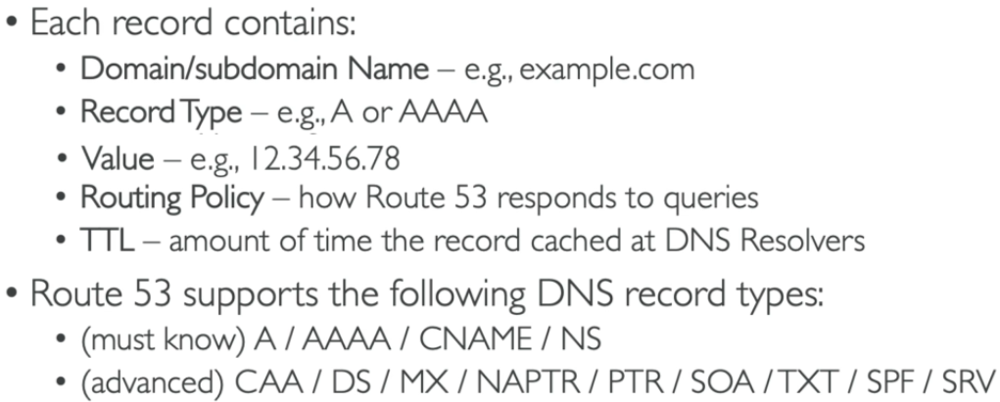 • Each record contains:
• Domain/subdomain Name – e.g., example.com
• Record Type – e.g., A or AAAA
• Value – e.g., 12.34.56.78
• Routing Policy – how Route 53 responds to queries
• TTL – amount of time the record cached at DNS Resolvers
• Route 53 supports the following DNS record types:
• (must know) A / AAAA / CNAME / NS
• (advanced) CAA / DS / MX / NAPTR / PTR / SOA / TXT / SPF / SRV